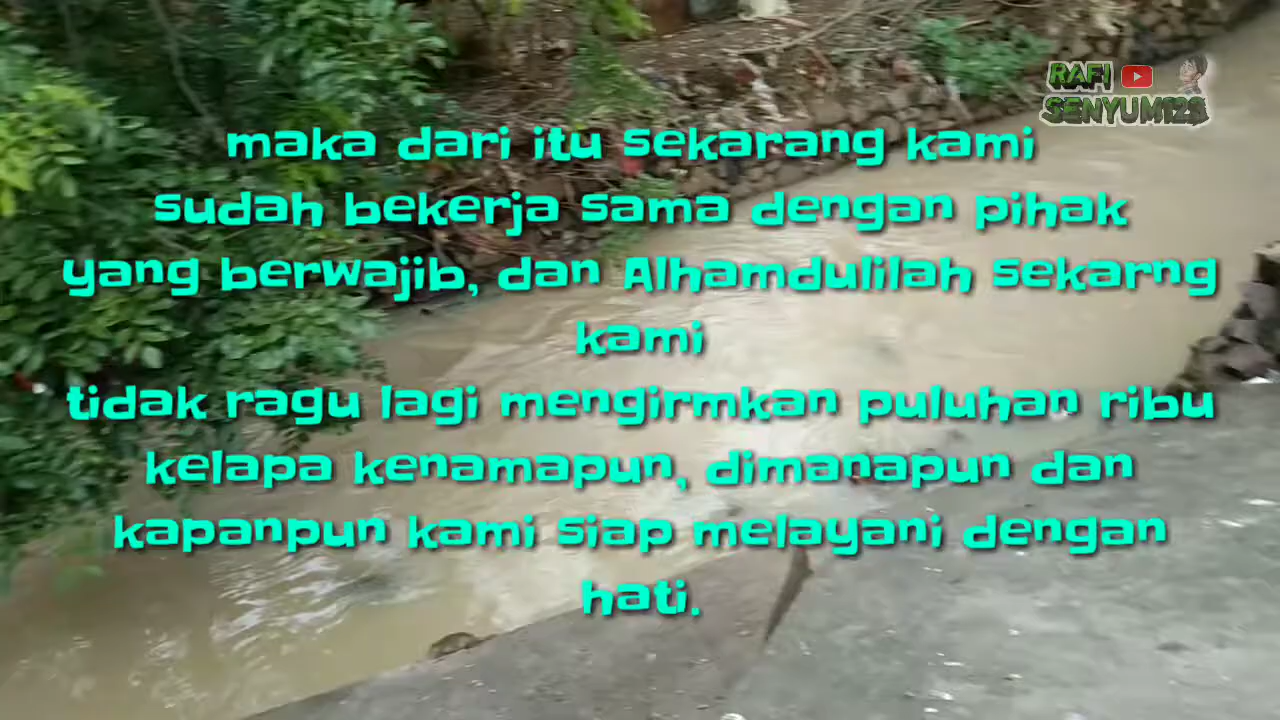 RAFI
SENYUM123
maka dari itu sekarang kami
sudah bekerja sama dengan pihak
yang berwajib, dan Alhamdulilah sekarng
kami
tidak ragu lagi mengirmkan puluhan ribu
kelapa kenamapun, dimanapun dan
kapanpun kami siap melayani dengan
hati.